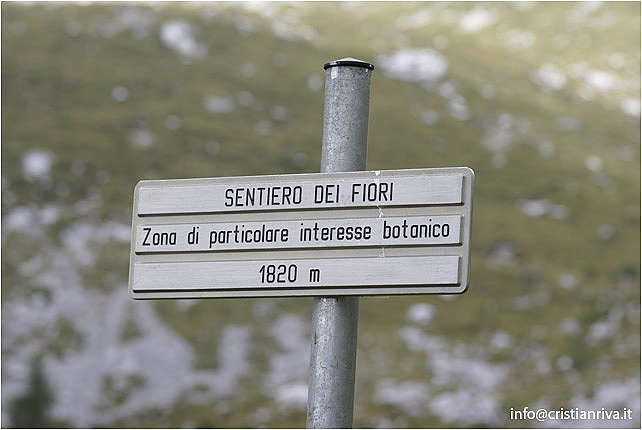 SENTIERO DEI FIORI
Zona di particolare interesse botanico
1820 m
info@cristianriva.it